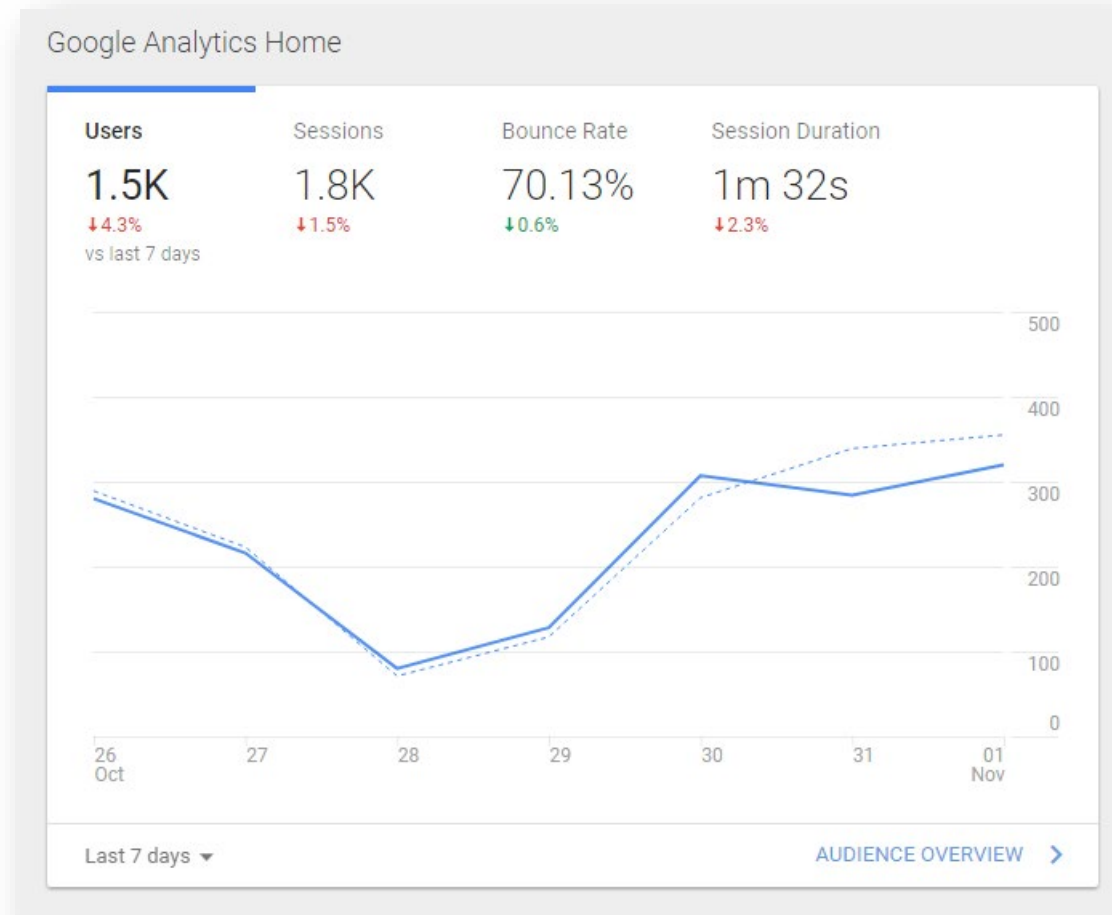 Google Analytics Home
Users Sessions Bounce Rate Session Duration
1.5K 1.8K 70.13% 1m 32s
↓4.3% ↓1.5% ↓0.6% ↓2.3%
vs last 7 days
500
400
300
200
100
0
26 27 28 29 30 31 01
Oct Nov
Last 7 days AUDIENCE OVERVIEW